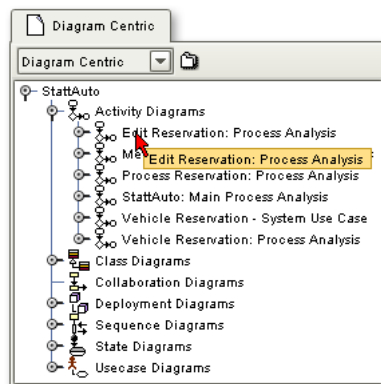 Diagram Centric
Diagram Centric
StattAuto
Activity Diagrams
Edit Reservation: Process Analysis
Me
Edit Reservation: Process Analysis
Process Reservation: Process Analysis
StattAuto: Main Process Analysis
Vehicle Reservation - System Use Case
Vehicle Reservation: Process Analysis
Class Diagrams
Collaboration Diagrams
Deployment Diagrams
Sequence Diagrams
State Diagrams
Usecase Diagrams